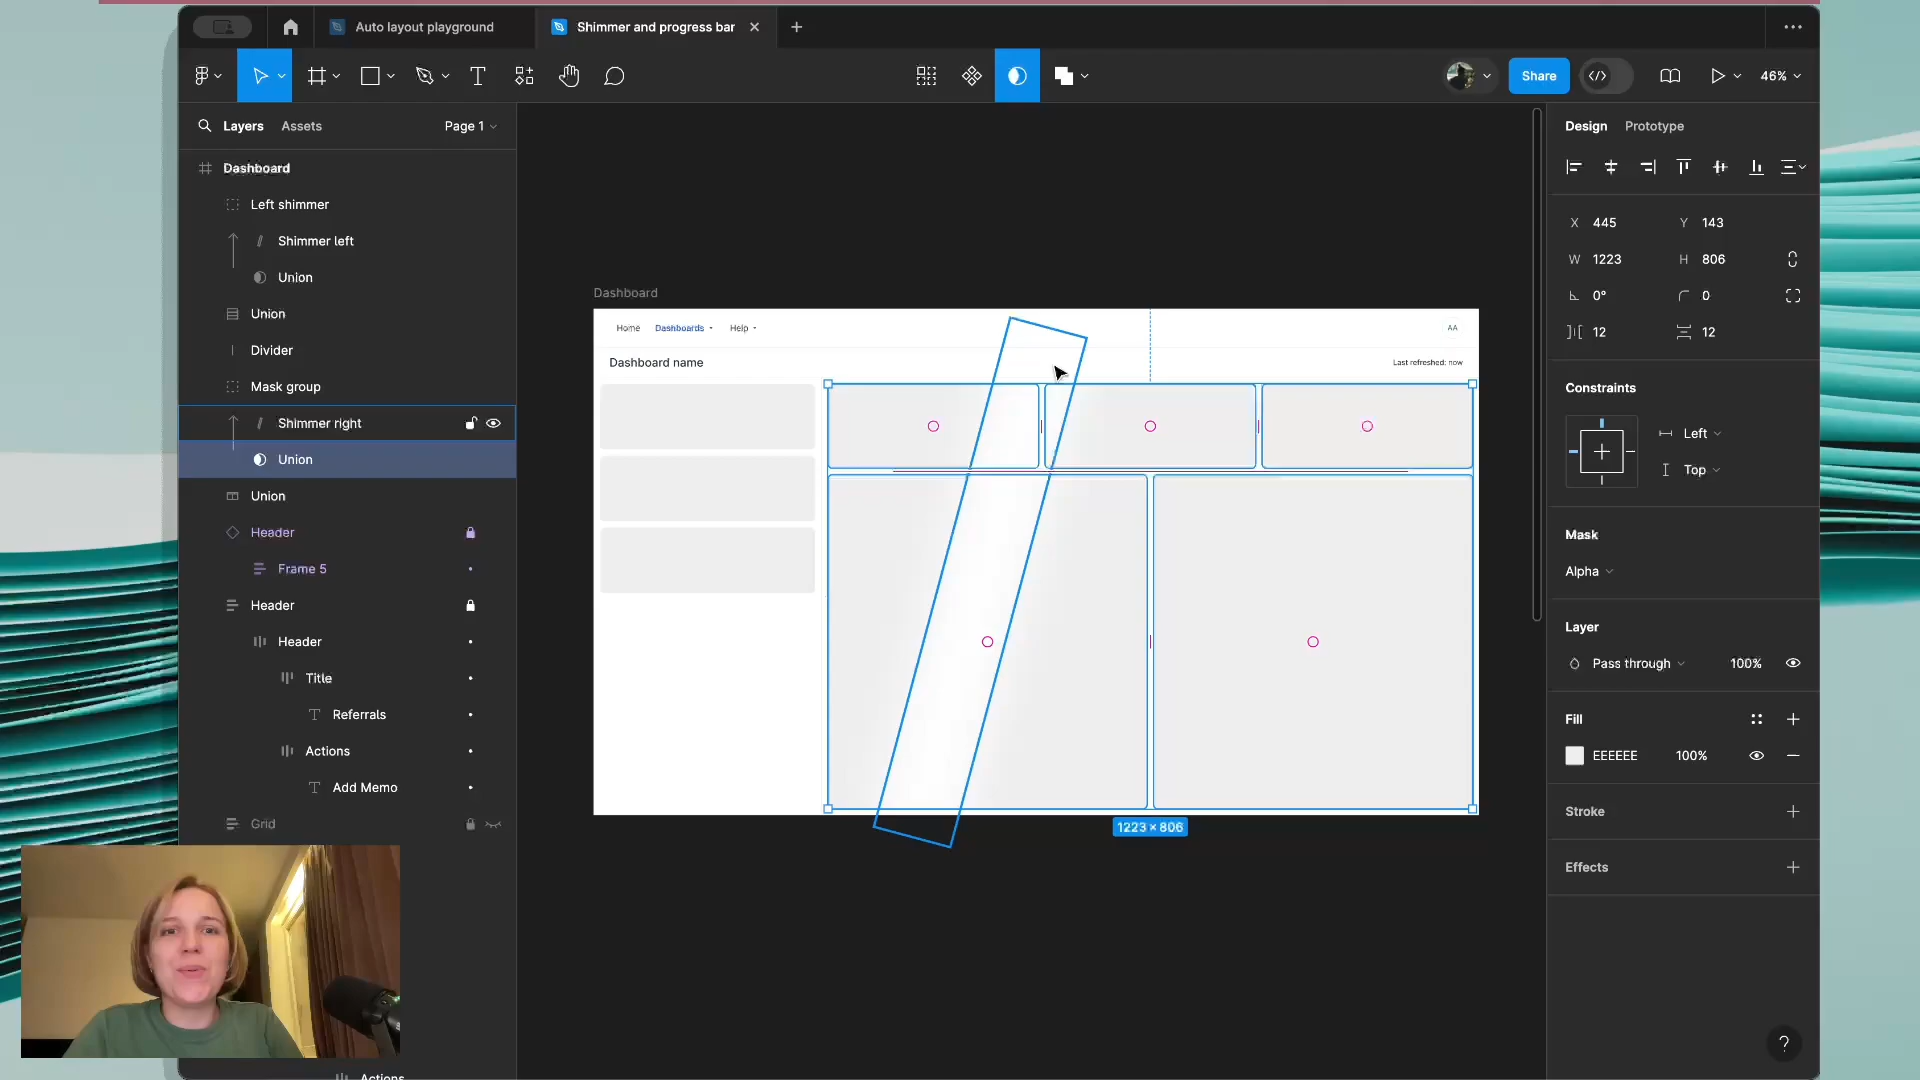 Auto layout playground
Shimmer and progress bar
Share
46%
Layers
Assets
Page 1
Design
Prototype
Dashboard
Left shimmer
Shimmer left
Union
Union
Divider
Mask group
Shimmer right
Union
Union
Header
Frame 5
Header
Header
Title
Referrals
Actions
Add Memo
Grid
Actions
Dashboard
Home
Dashboards
Help
AA
Dashboard name
Last refreshed: now
1223 × 806
X 445
Y 143
W 1223
H 806
0°
0
12
12
Constraints
Left
Top
Mask
Alpha
Layer
Pass through
100%
Fill
EEEEEE
100%
Stroke
Effects
?